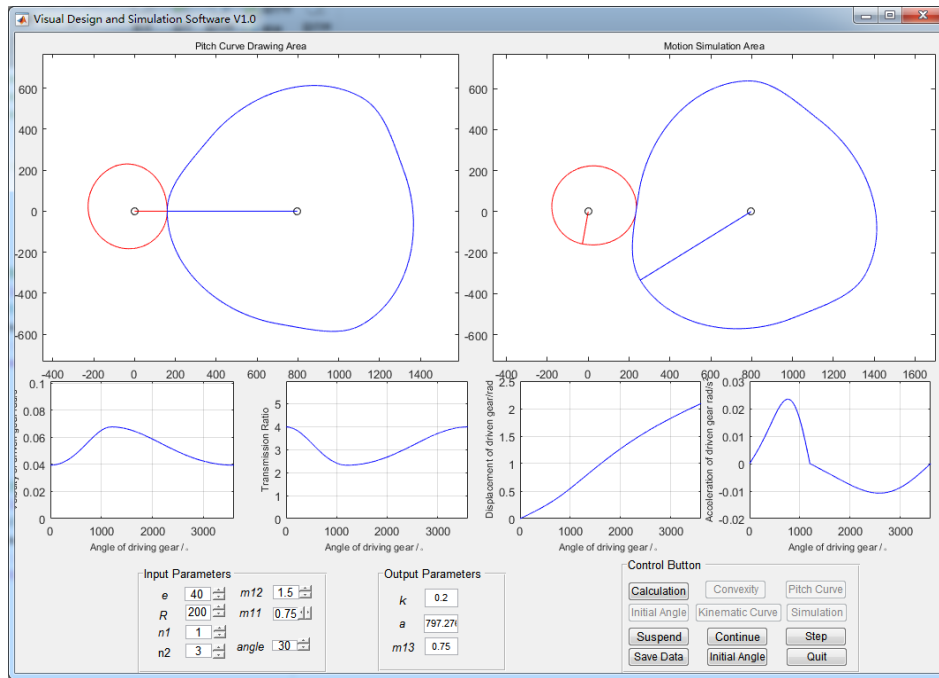 Visual Design and Simulation Software V1.0
Pitch Curve Drawing Area
Motion Simulation Area
600
400
200
0
-200
-400
-600
-400 -200 0 200 400 600 800 1000 1200 1400
600
400
200
0
-200
-400
-600
-400 -200 0 200 400 600 800 1000 1200 1400 1600
0.1
0.08
0.06
0.04
0.02
0
0 1000 2000 3000
Angle of driving gear / 。
Transmission Ratio
5
4
3
2
1
0
0 1000 2000 3000
Angle of driving gear / 。
Displacement of driven gear/rad
2.5
2
1.5
1
0.5
0
0 1000 2000 3000
Angle of driving gear / 。
Acceleration of driven gear rad/s
0.03
0.02
0.01
0
-0.01
-0.02
0 1000 2000 3000
Angle of driving gear / 。
Input Parameters
e 40 m12 1.5
R 200 m11 0.75
n1 1
n2 3 angle 30
Output Parameters
k 0.2
a 797.276
m13 0.75
Control Button
Calculation Convexity Pitch Curve
Initial Angle Kinematic Curve Simulation
Suspend Continue Step
Save Data Initial Angle Quit